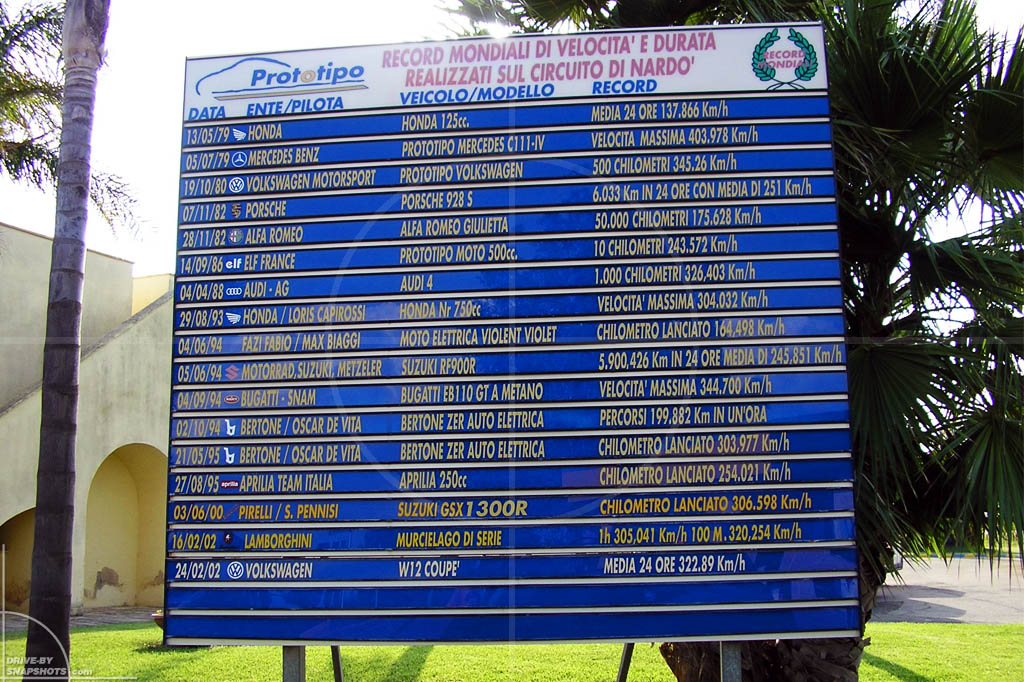 Prototipo
RECORD MONDIALI DI VELOCITA' E DURATA
REALIZZATI SUL CIRCUITO DI NARDO'
RECORD
MONDIALI
DATA ENTE/PILOTA VEICOLO/MODELLO RECORD
13/05/79 HONDA HONDA 125cc. MEDIA 24 ORE 137.866 Km/h
05/07/79 MERCEDES BENZ PROTOTIPO MERCEDES C111-IV VELOCITA MASSIMA 403.978 Km/h
19/10/80 VOLKSWAGEN MOTORSPORT PROTOTIPO VOLKSWAGEN 500 CHILOMETRI 345.26 Km/h
07/11/82 PORSCHE PORSCHE 928 S 6.033 Km IN 24 ORE CON MEDIA DI 251 Km/h
28/11/82 ALFA ROMEO ALFA ROMEO GIULIETTA 50.000 CHILOMETRI 175.628 Km/h
14/09/86 elf ELF FRANCE PROTOTIPO MOTO 500cc. 10 CHILOMETRI 243.572 Km/h
04/04/88 AUDI - AG AUDI 4 1.000 CHILOMETRI 326,403 Km/h
29/08/93 HONDA / LORIS CAPIROSSI HONDA Nr 750cc VELOCITA' MASSIMA 304.032 Km/h
04/06/94 FAZI FABIO / MAX BIAGGI MOTO ELETTRICA VIOLENT VIOLET CHILOMETRO LANCIATO 164,498 Km/h
05/06/94 MOTORRAD, SUZUKI, METZELER SUZUKI RF900R 5.900,426 Km IN 24 ORE MEDIA DI 245,851 Km/h
04/09/94 BUGATTI - SNAM BUGATTI EB110 GT A METANO VELOCITA' MASSIMA 344,700 Km/h
02/10/94 BERTONE / OSCAR DE VITA BERTONE ZER AUTO ELETTRICA PERCORSI 199,882 Km IN UN'ORA
21/05/95 BERTONE / OSCAR DE VITA BERTONE ZER AUTO ELETTRICA CHILOMETRO LANCIATO 303,977 Km/h
27/08/95 aprilia APRILIA TEAM ITALIA APRILIA 250cc CHILOMETRO LANCIATO 254.021 Km/h
03/06/00 PIRELLI / S. PENNISI SUZUKI GSX 1300R CHILOMETRO LANCIATO 306.598 Km/h
16/02/02 LAMBORGHINI MURCIELAGO DI SERIE 1h 305,041 Km/h 100 M. 320,254 Km/h
24/02/02 VOLKSWAGEN W12 COUPE' MEDIA 24 ORE 322.89 Km/h
DRIVE-BY
SNAPSHOTS.com